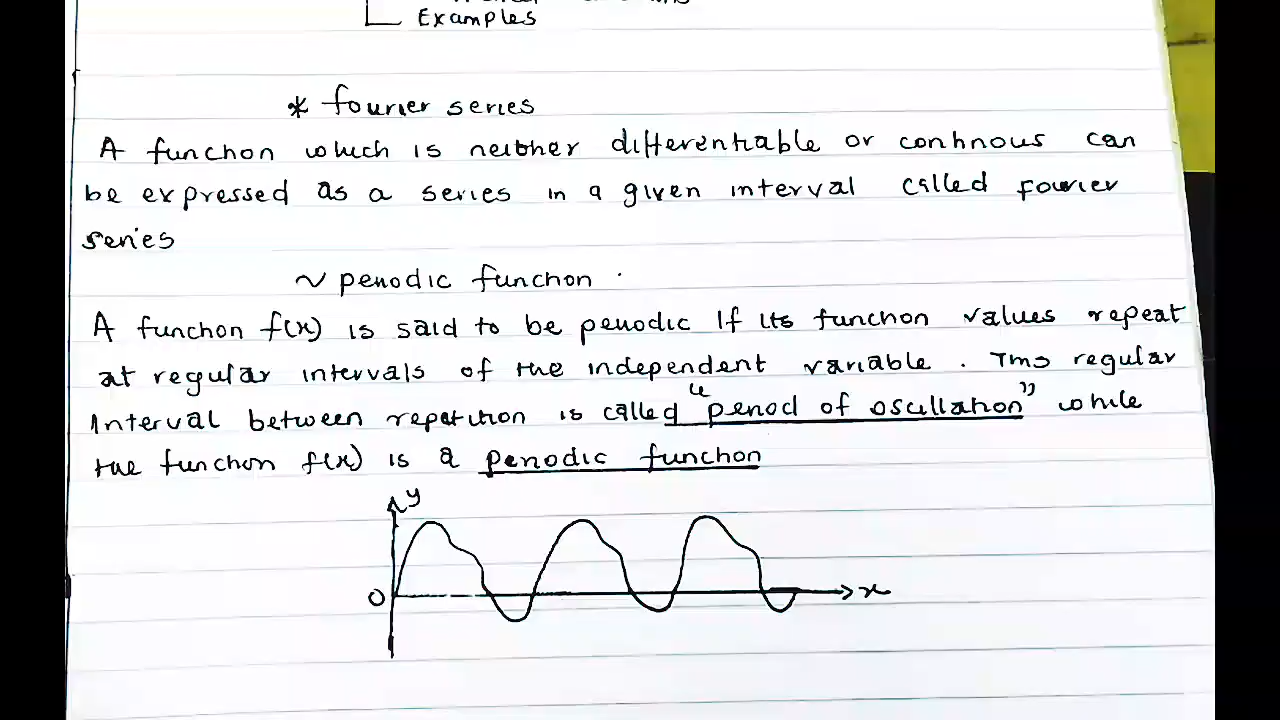 Examples
* fourier series
A function which is neither differentiable or continous can
be expressed as a series in a given interval called fourier
series
~ periodic function
A function f(x) is said to be periodic If its function values repeat
at regular intervals of the independent variable . This regular
Interval between repetition is called "period of oscillation" while
the function f(x) is a periodic function
y
0
x